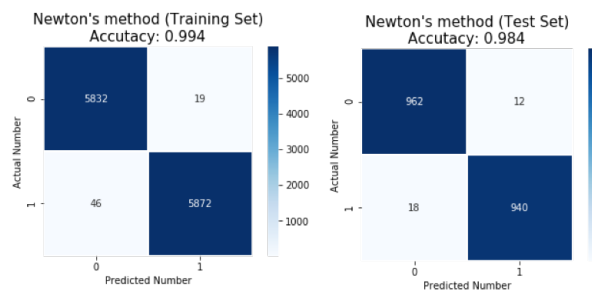 Newton's method (Training Set)
Accutacy: 0.994
0
5832
19
1
46
5872
0
1
Actual Number
Predicted Number
5000
4000
3000
2000
1000
Newton's method (Test Set)
Accutacy: 0.984
0
962
12
1
18
940
0
1
Actual Number
Predicted Number